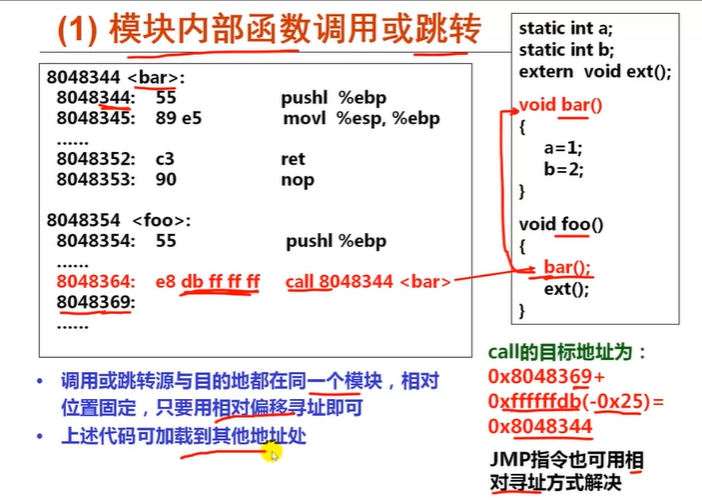 (1) 模块内部函数调用或跳转
8048344 <bar>:
8048344: 55 pushl %ebp
8048345: 89 e5 movl %esp, %ebp
......
8048352: c3 ret
8048353: 90 nop
8048354 <foo>:
8048354: 55 pushl %ebp
......
8048364: e8 db ff ff ff call 8048344 <bar>
8048369:
......
static int a;
static int b;
extern void ext();
void bar()
{
a=1;
b=2;
}
void foo()
{
bar();
ext();
}
• 调用或跳转源与目的地都在同一个模块，相对
位置固定，只要用相对偏移寻址即可
• 上述代码可加载到其他地址处
call的目标地址为：
0x8048369+
0xffffffdb(-0x25)=
0x8048344
JMP指令也可用相
对寻址方式解决